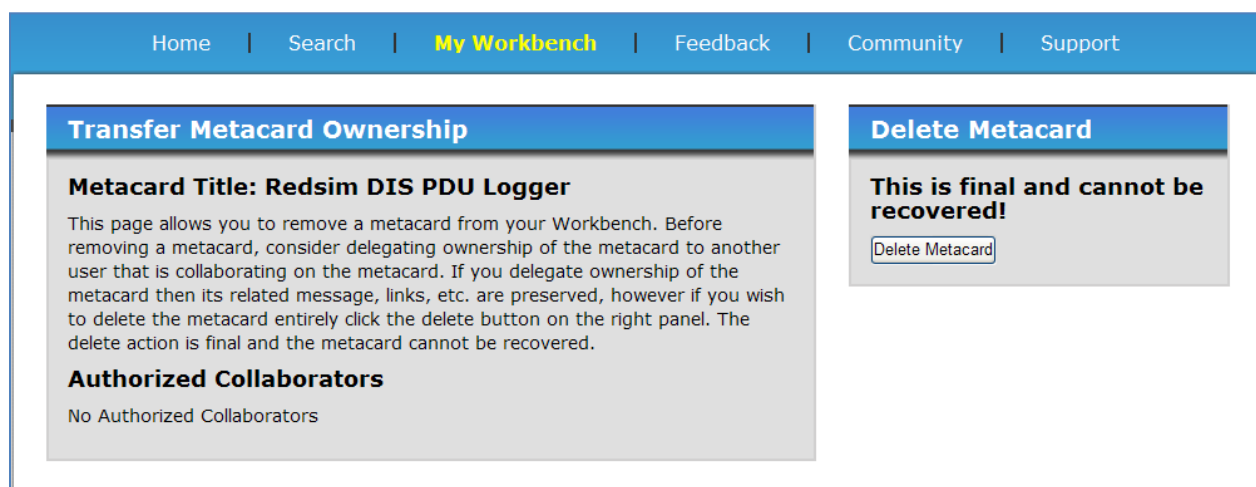 Home | Search | My Workbench | Feedback | Community | Support
Transfer Metacard Ownership
Metacard Title: Redsim DIS PDU Logger
This page allows you to remove a metacard from your Workbench. Before
removing a metacard, consider delegating ownership of the metacard to another
user that is collaborating on the metacard. If you delegate ownership of the
metacard then its related message, links, etc. are preserved, however if you wish
to delete the metacard entirely click the delete button on the right panel. The
delete action is final and the metacard cannot be recovered.
Authorized Collaborators
No Authorized Collaborators
Delete Metacard
This is final and cannot be
recovered!
Delete Metacard